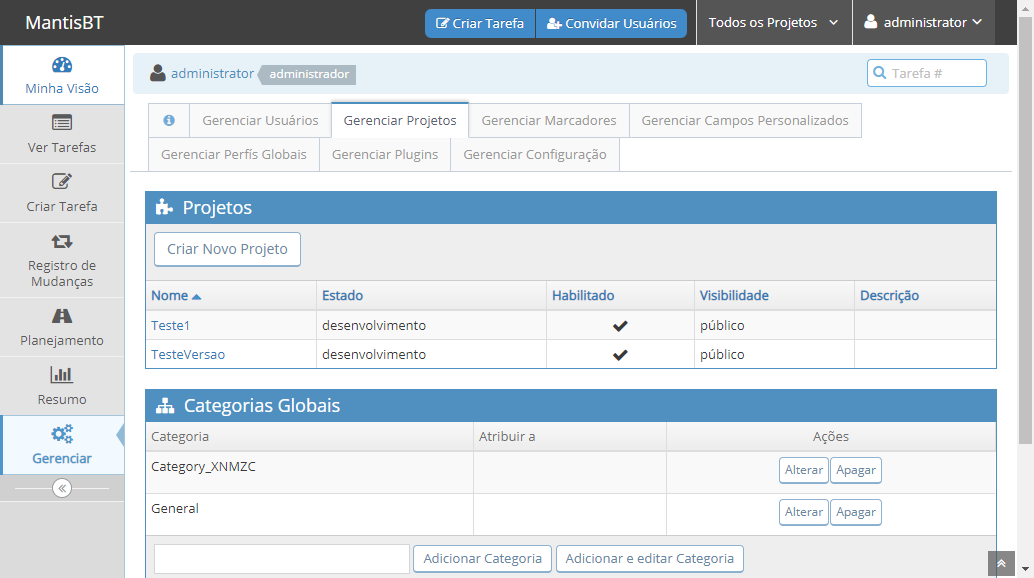 MantisBT
Criar Tarefa
Convidar Usuários
Todos os Projetos
administrator
Minha Visão
Ver Tarefas
Criar Tarefa
Registro de
Mudanças
Planejamento
Resumo
Gerenciar
administrator
administrador
Tarefa #
Gerenciar Usuários
Gerenciar Projetos
Gerenciar Marcadores
Gerenciar Campos Personalizados
Gerenciar Perfís Globais
Gerenciar Plugins
Gerenciar Configuração
Projetos
Criar Novo Projeto
Nome Estado Habilitado Visibilidade Descrição
Teste1 desenvolvimento público
TesteVersao desenvolvimento público
Categorias Globais
Categoria Atribuir a Ações
Category_XNMZC Alterar Apagar
General Alterar Apagar
Adicionar Categoria Adicionar e editar Categoria